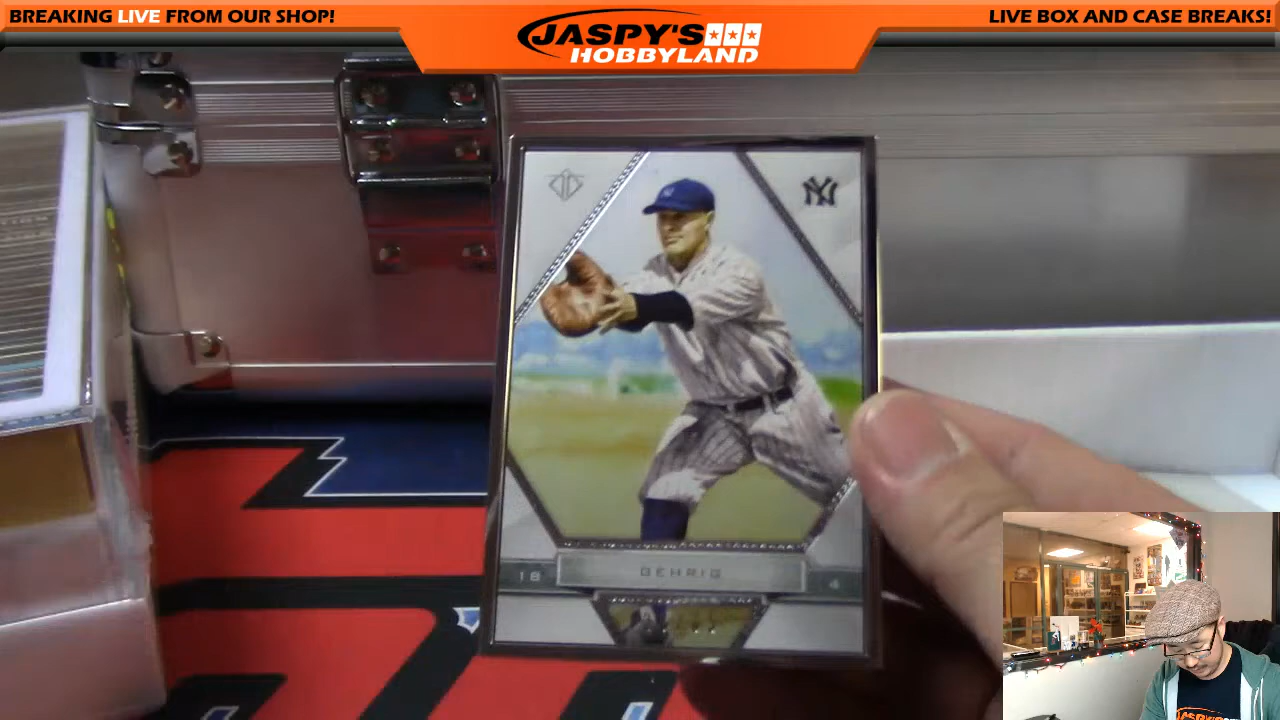 BREAKING LIVE FROM OUR SHOP!
JASPY'S
HOBBYLAND
LIVE BOX AND CASE BREAKS!
NY
18
GEHRIG
4